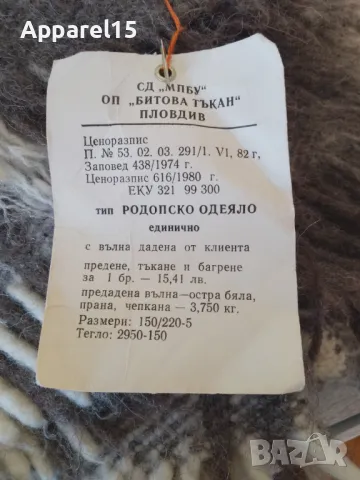 Apparel15
СД „МПБУ"
ОП „БИТОВА ТЪКАН"
ПЛОВДИВ
Ценоразпис
П. № 53. 02. 03. 291/1. V1, 82 г,
Заповед 438/1974 г.
Ценоразпис 616/1980 г.
ЕКУ 321 99 300
тип РОДОПСКО ОДЕЯЛО
единично
с вълна дадена от клиента
предене, тъкане и багрене
за 1 бр. — 15,41 лв.
предадена вълна—остра бяла,
прана, чепкана — 3,750 кг.
Размери: 150/220-5
Тегло: 2950-150
BAZAR
bg